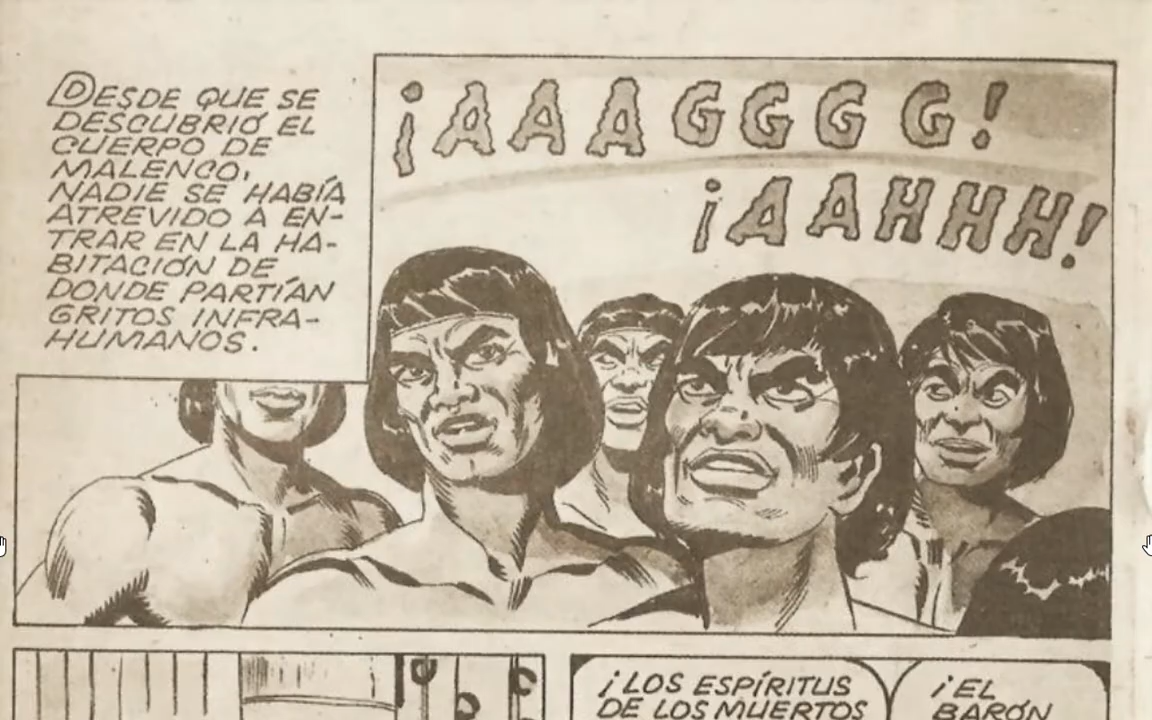 DESDE QUE SE
DESCUBRIÓ EL
CUERPO DE
MALENCO,
NADIE SE HABÍA
ATREVIDO A EN-
TRAR EN LA HA-
BITACIÓN DE
DONDE PARTÍAN
GRITOS INFRA-
HUMANOS.
¡AAAGGGG!
¡AAHHH!
¡LOS ESPÍRITUS
DE LOS MUERTOS
¡EL
BARÓN